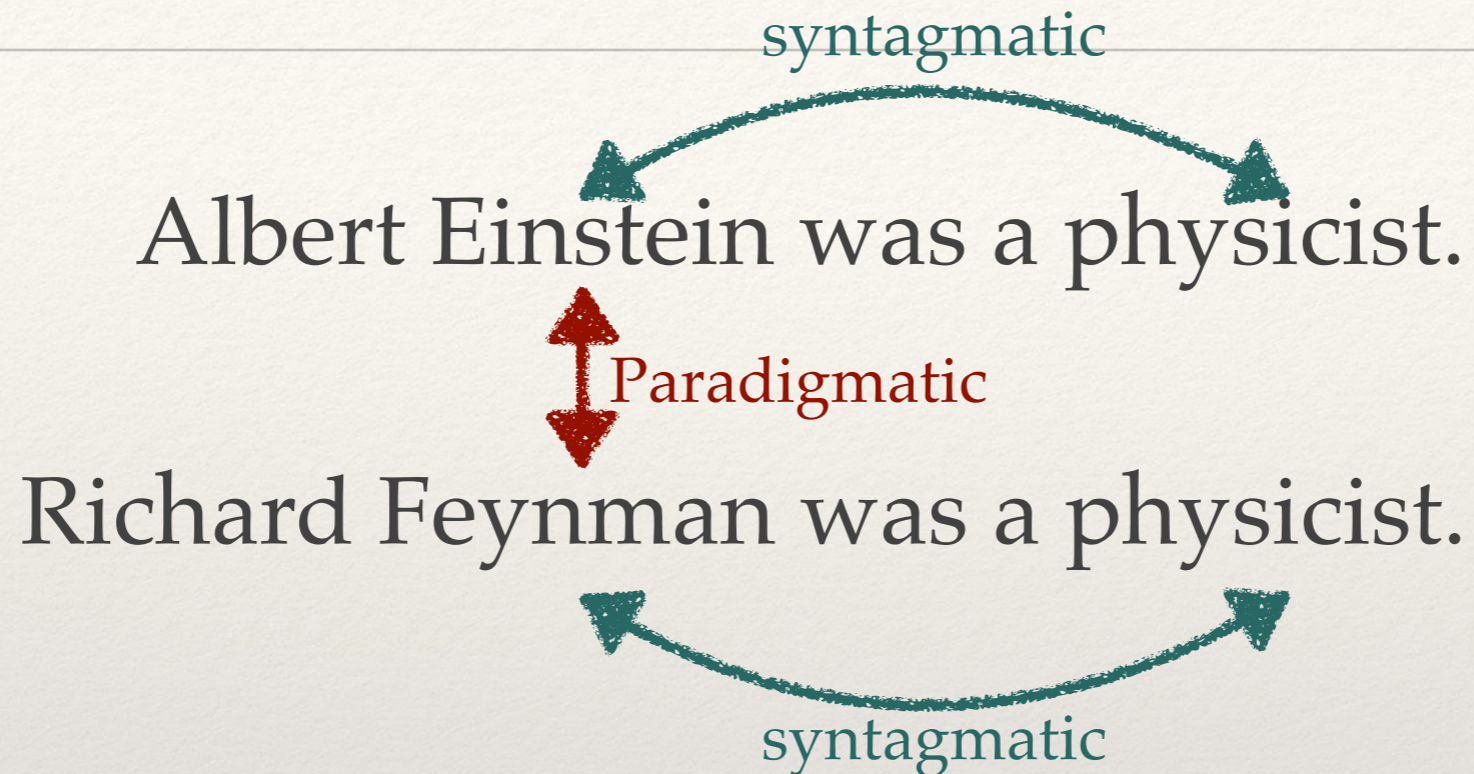 syntagmatic
Albert Einstein was a physicist.
Paradigmatic
Richard Feynman was a physicist.
syntagmatic